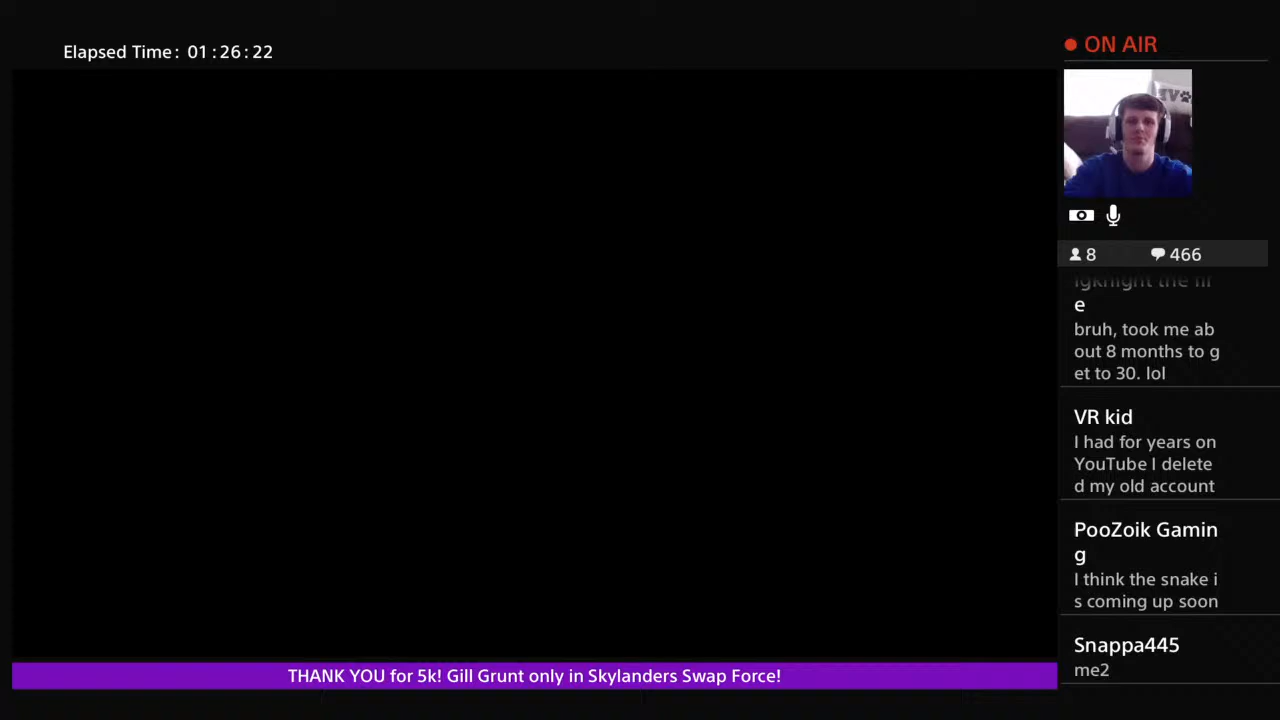 Elapsed Time: 01:26:22
ON AIR
8 466
e
bruh, took me ab
out 8 months to g
et to 30. lol
VR kid
I had for years on
YouTube I delete
d my old account
PooZoik Gamin
g
I think the snake i
s coming up soon
Snappa445
me2
THANK YOU for 5k! Gill Grunt only in Skylanders Swap Force!